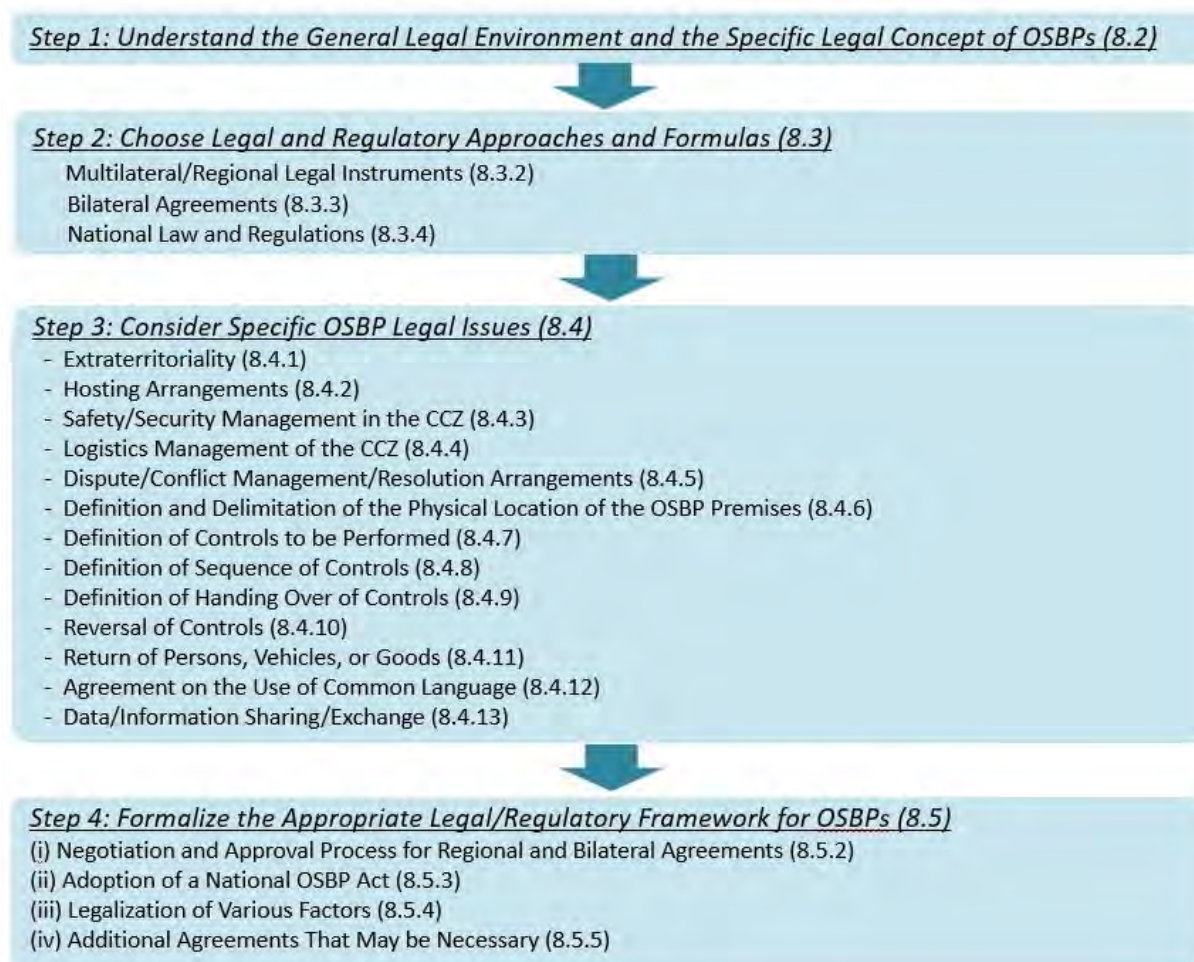 Step 1: Understand the General Legal Environment and the Specific Legal Concept of OSBPs (8.2)
Step 2: Choose Legal and Regulatory Approaches and Formulas (8.3)
Multilateral/Regional Legal Instruments (8.3.2)
Bilateral Agreements (8.3.3)
National Law and Regulations (8.3.4)
Step 3: Consider Specific OSBP Legal Issues (8.4)
- Extraterritoriality (8.4.1)
- Hosting Arrangements (8.4.2)
- Safety/Security Management in the CCZ (8.4.3)
- Logistics Management of the CCZ (8.4.4)
- Dispute/Conflict Management/Resolution Arrangements (8.4.5)
- Definition and Delimitation of the Physical Location of the OSBP Premises (8.4.6)
- Definition of Controls to be Performed (8.4.7)
- Definition of Sequence of Controls (8.4.8)
- Definition of Handing Over of Controls (8.4.9)
- Reversal of Controls (8.4.10)
- Return of Persons, Vehicles, or Goods (8.4.11)
- Agreement on the Use of Common Language (8.4.12)
- Data/Information Sharing/Exchange (8.4.13)
Step 4: Formalize the Appropriate Legal/Regulatory Framework for OSBPs (8.5)
(i) Negotiation and Approval Process for Regional and Bilateral Agreements (8.5.2)
(ii) Adoption of a National OSBP Act (8.5.3)
(iii) Legalization of Various Factors (8.5.4)
(iv) Additional Agreements That May be Necessary (8.5.5)